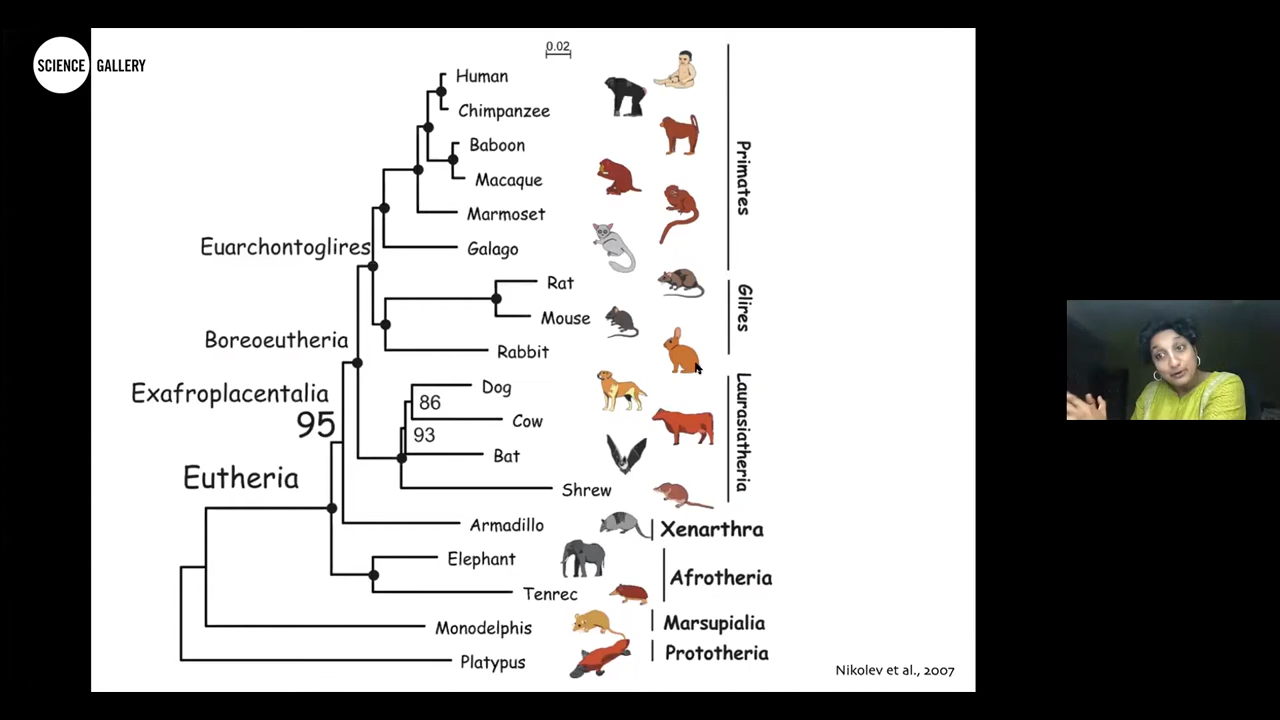 SCIENCE GALLERY
0.02
Human
Chimpanzee
Baboon
Macaque
Marmoset
Galago
Primates
Euarchontoglires
Rat
Mouse
Rabbit
Glires
Boreoeutheria
Exafroplacentalia
95
Dog
86
Cow
93
Bat
Shrew
Laurasiatheria
Eutheria
Armadillo
Xenarthra
Elephant
Tenrec
Afrotheria
Monodelphis
Marsupialia
Platypus
Prototheria
Nikolev et al., 2007